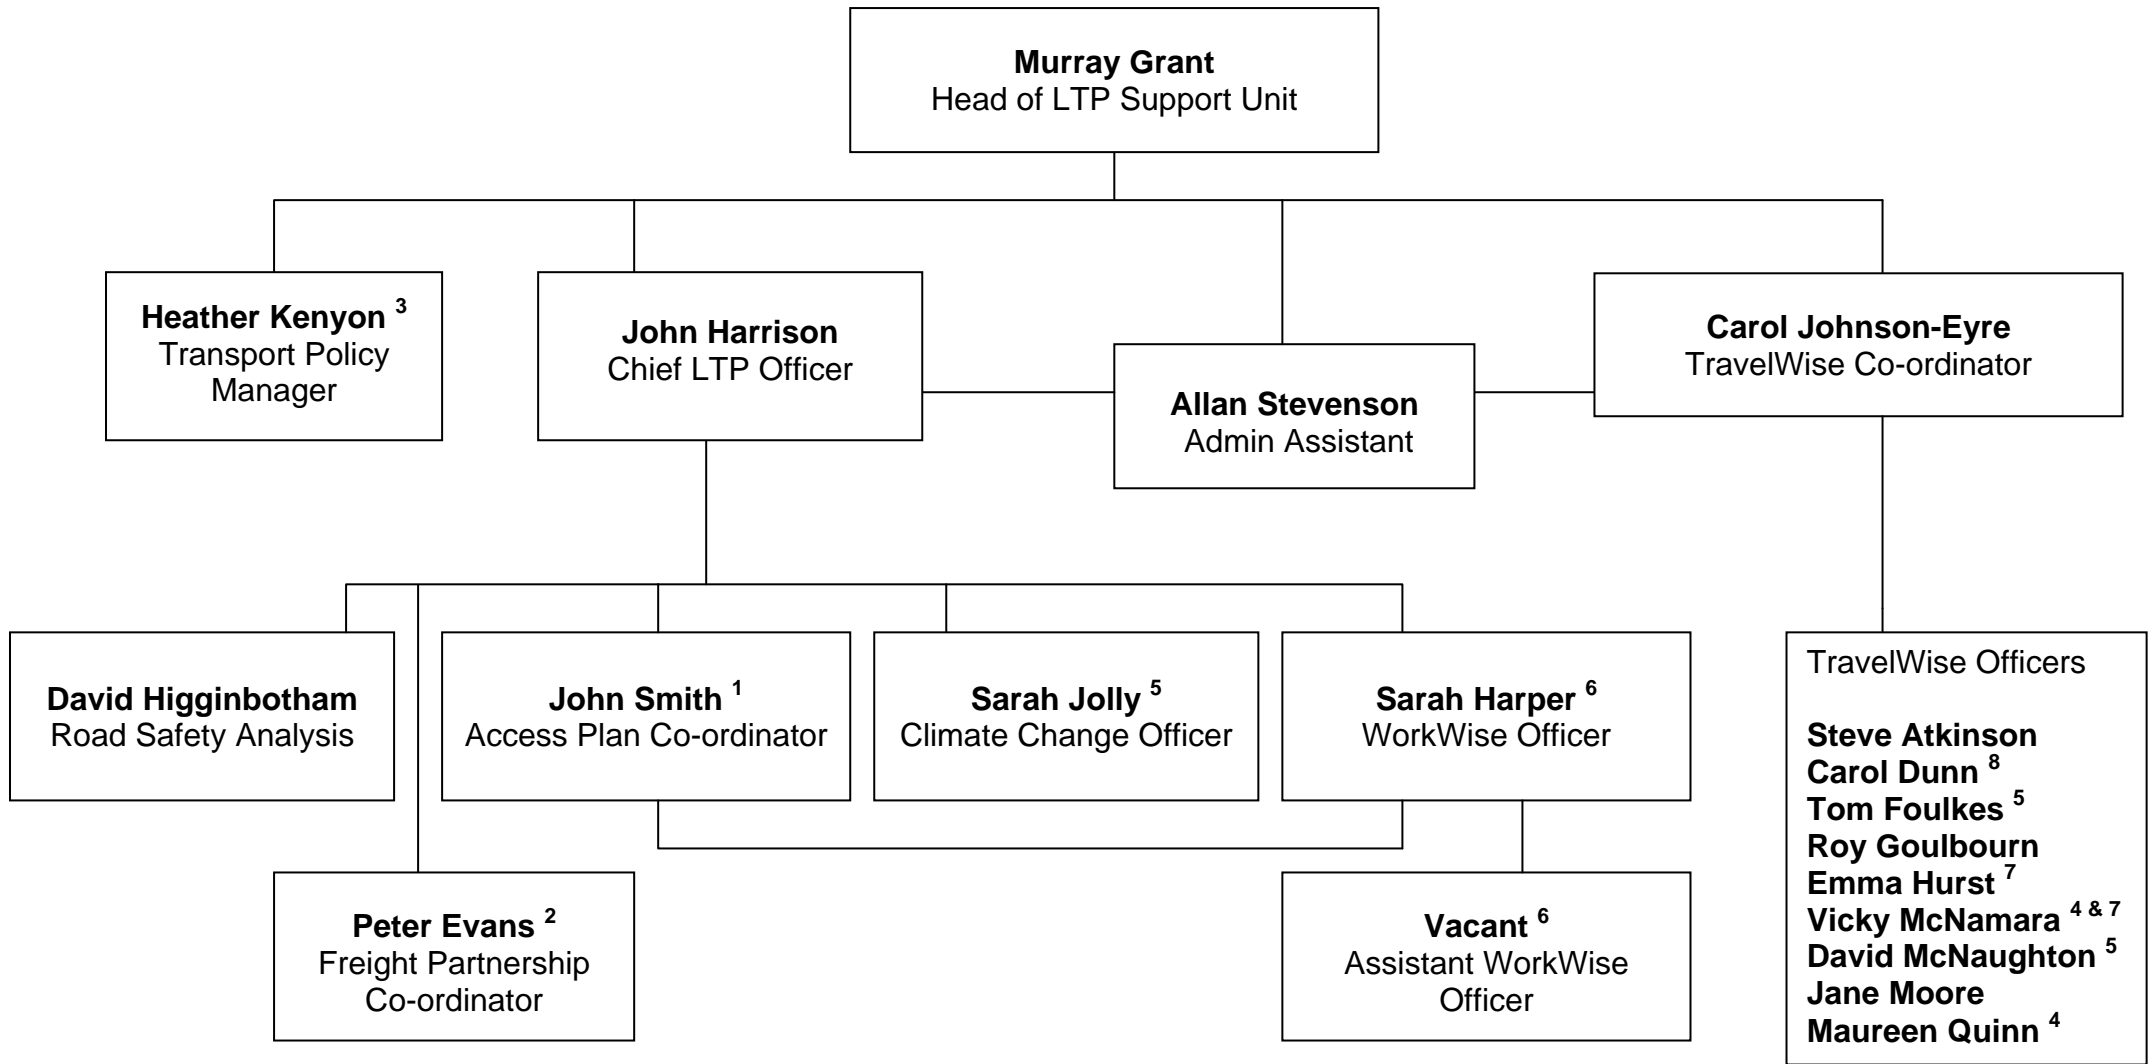 Murray Grant
Head of LTP Support Unit
Heather Kenyon 3
Transport Policy
Manager
John Harrison
Chief LTP Officer
Allan Stevenson
Admin Assistant
Carol Johnson-Eyre
TravelWise Co-ordinator
David Higginbotham
Road Safety Analysis
John Smith 1
Access Plan Co-ordinator
Sarah Jolly 5
Climate Change Officer
Sarah Harper 6
WorkWise Officer
Peter Evans 2
Freight Partnership
Co-ordinator
Vacant 6
Assistant WorkWise
Officer
TravelWise Officers
Steve Atkinson
Carol Dunn 8
Tom Foulkes 5
Roy Goulbourn
Emma Hurst 7
Vicky McNamara 4 & 7
David McNaughton 5
Jane Moore
Maureen Quinn 4